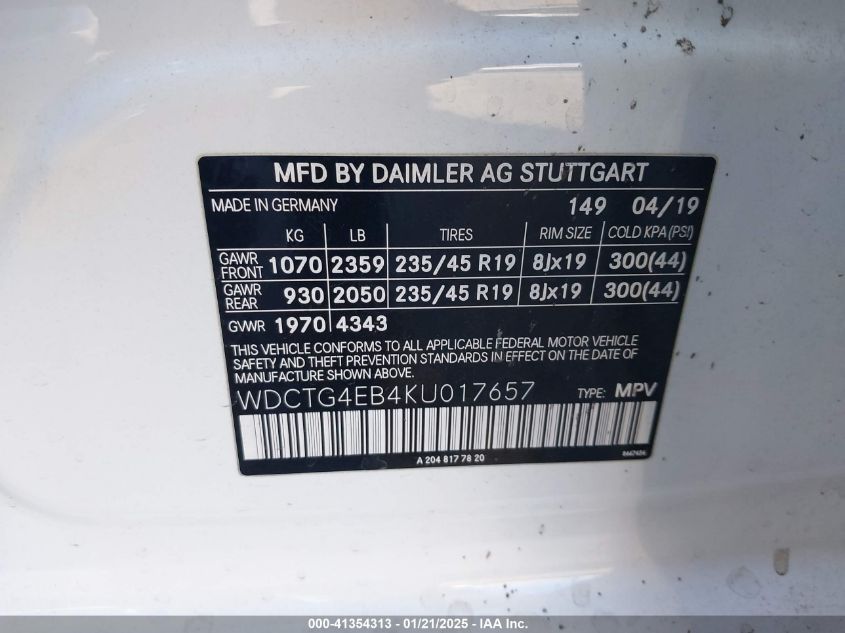 MFD BY DAIMLER AG STUTTGART
MADE IN GERMANY 149 04/19
KG LB TIRES RIM SIZE COLD KPA(PSI)
GAWR FRONT 1070 2359 235/45 R19 8Jx19 300(44)
GAWR REAR 930 2050 235/45 R19 8Jx19 300(44)
GVWR 1970 4343
THIS VEHICLE CONFORMS TO ALL APPLICABLE FEDERAL MOTOR VEHICLE
SAFETY AND THEFT PREVENTION STANDARDS IN EFFECT ON THE DATE OF
MANUFACTURE.
WDCTG4EB4KU017657 TYPE: MPV
A 204 817 78 20
000-41354313 - 01/21/2025 - IAA Inc.